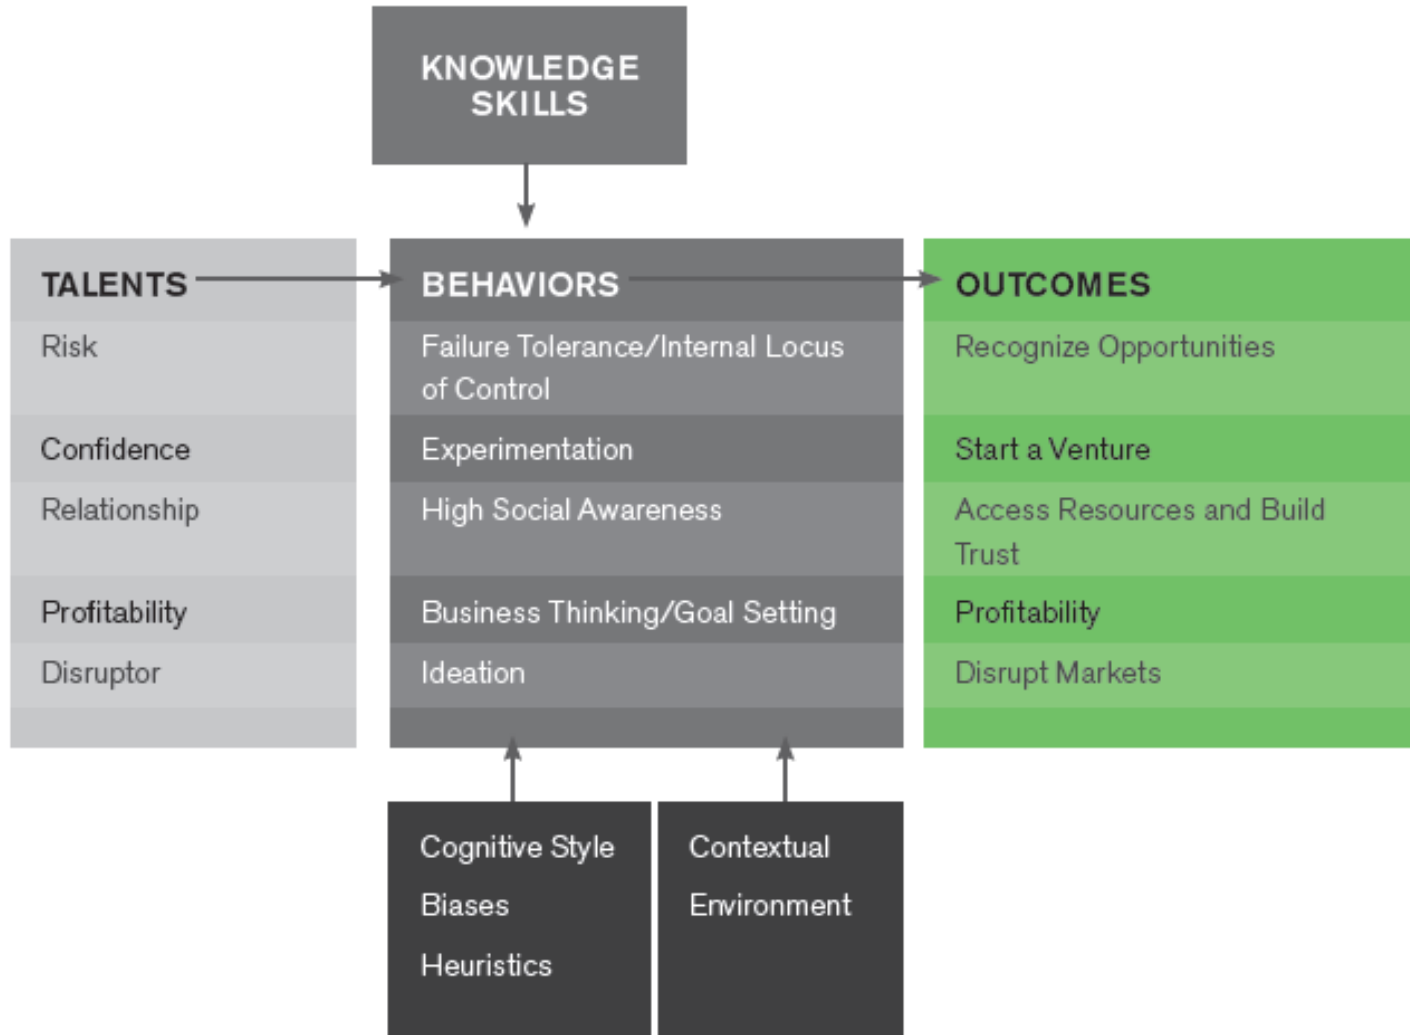 KNOWLEDGE
SKILLS
TALENTS
Risk
Confidence
Relationship
Profitability
Disruptor
BEHAVIORS
Failure Tolerance/Internal Locus
of Control
Experimentation
High Social Awareness
Business Thinking/Goal Setting
Ideation
OUTCOMES
Recognize Opportunities
Start a Venture
Access Resources and Build
Trust
Profitability
Disrupt Markets
Cognitive Style
Biases
Heuristics
Contextual
Environment